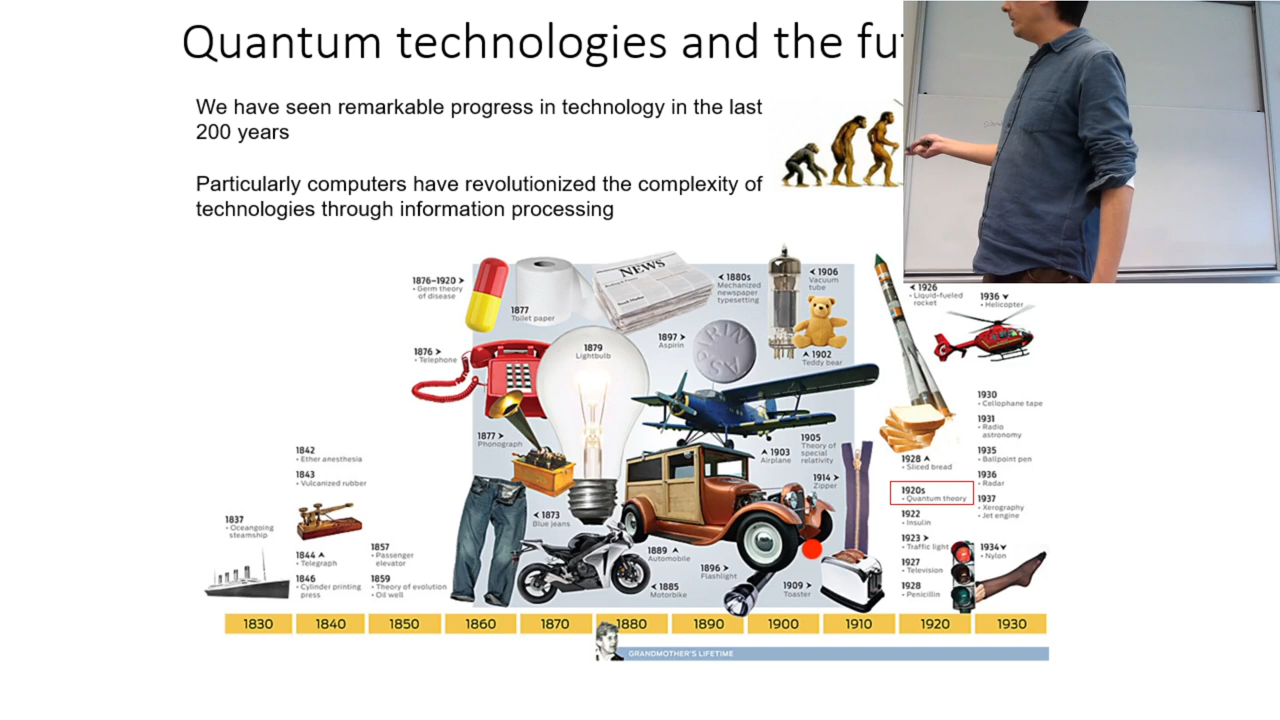 Quantum technologies and the fu
We have seen remarkable progress in technology in the last
200 years
Particularly computers have revolutionized the complexity of
technologies through information processing
1876–1920 ➤
• Germ theory
of disease
1877
Toilet paper
NEWS
◄ 1880s
Mechanized
newspaper
typesetting
◄ 1906
Vacuum
tube
◄ 1926
• Liquid-fueled
rocket
1936 ▼
• Helicopter
1876 ➤
• Telephone
1879
Lightbulb
1897 ➤
• Aspirin
ASPIRIN
▲ 1902
Teddy bear
1930
• Cellophane tape
1931
• Radio
astronomy
1877 ➤
Phonograph
▲ 1903
Airplane
1905
Theory of
special
relativity
1928 ▲
• Sliced bread
1935
• Ballpoint pen
1842
• Ether anesthesia
1843
• Vulcanized rubber
1914 ➤
Zipper
1920s
• Quantum theory
1936
• Radar
1937
• Xerography
• Jet engine
1837
• Oceangoing
steamship
◄ 1873
Blue jeans
1922
• Insulin
1844 ▲
• Telegraph
1857
• Passenger
elevator
1889 ▲
Automobile
1923 ➤
• Traffic light
1934 ▼
• Nylon
1846
• Cylinder printing
press
1859
• Theory of evolution
• Oil well
◄ 1885
Motorbike
1896 ➤
Flashlight
1909 ➤
Toaster
1927
• Television
1928
• Penicillin
1830 1840 1850 1860 1870 1880 1890 1900 1910 1920 1930
GRANDMOTHER'S LIFETIME